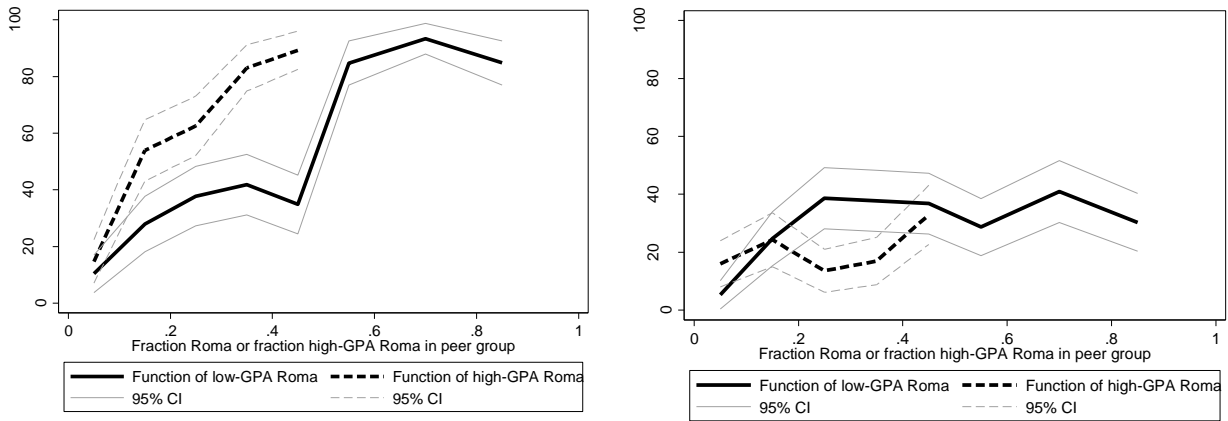 100
80
60
40
20
0
0 .2 .4 .6 .8 1
Fraction Roma or fraction high-GPA Roma in peer group
Function of low-GPA Roma Function of high-GPA Roma
95% CI 95% CI
100
80
60
40
20
0
0 .2 .4 .6 .8 1
Fraction Roma or fraction high-GPA Roma in peer group
Function of low-GPA Roma Function of high-GPA Roma
95% CI 95% CI